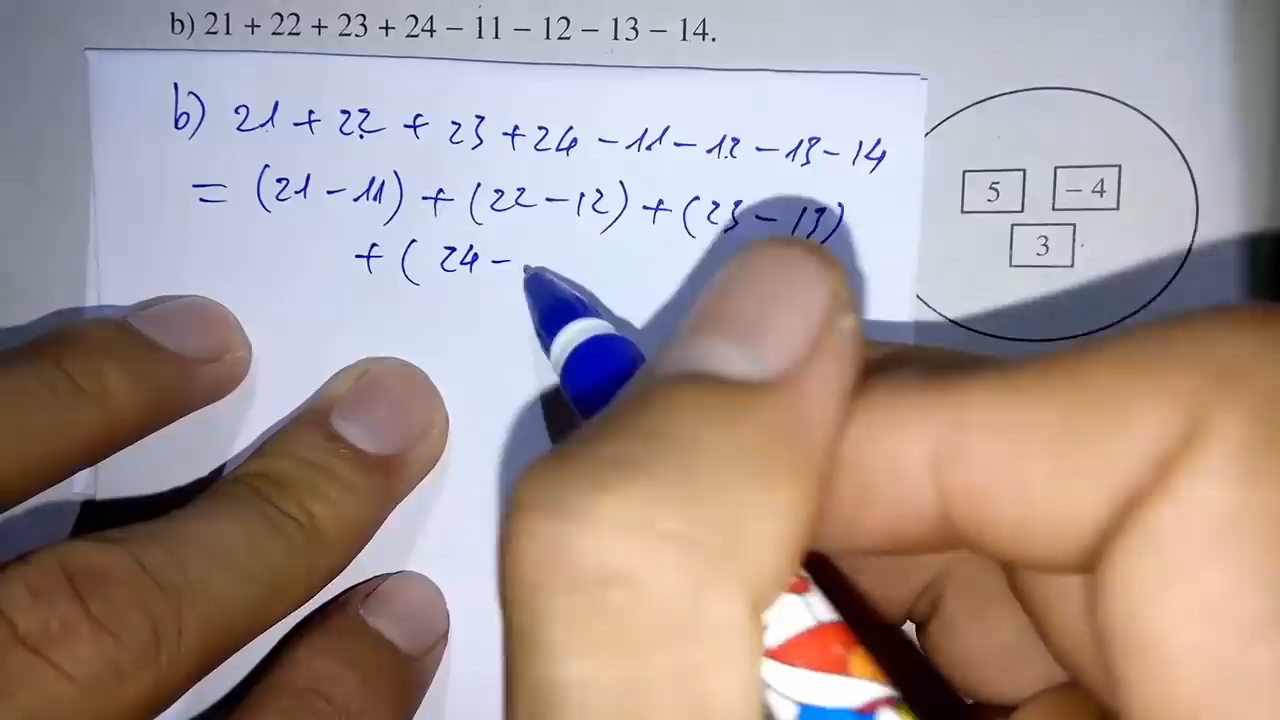 b) 21 + 22 + 23 + 24 – 11 – 12 – 13 – 14.
b) 21 + 22 + 23 + 24 - 11 - 12 - 13 - 14
= (21 - 11) + (22 - 12) + (23 - 13)
+ ( 24 -
5 – 4
3